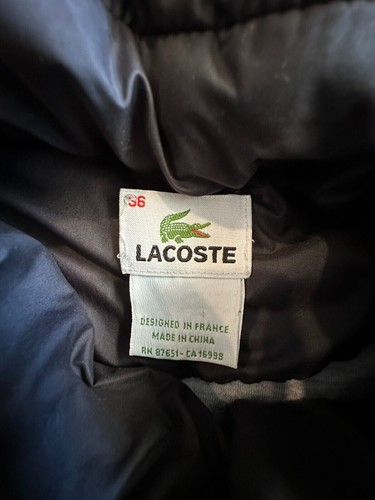 36
LACOSTE
DESIGNED IN FRANCE
MADE IN CHINA
RN 87651-CA 16998